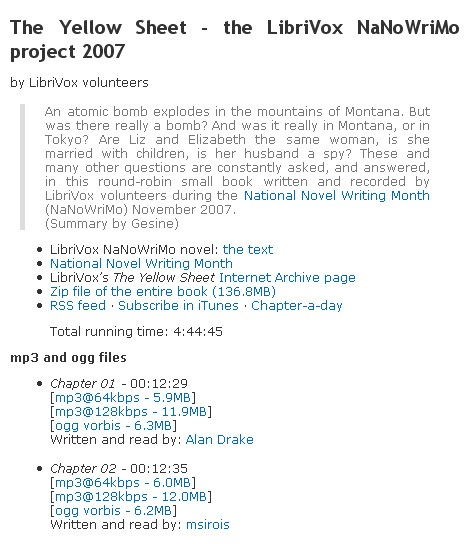 The Yellow Sheet - the LibriVox NaNoWriMo
project 2007
by LibriVox volunteers
An atomic bomb explodes in the mountains of Montana. But
was there really a bomb? And was it really in Montana, or in
Tokyo? Are Liz and Elizabeth the same woman, is she
married with children, is her husband a spy? These and
many other questions are constantly asked, and answered,
in this round-robin small book written and recorded by
LibriVox volunteers during the National Novel Writing Month
(NaNoWriMo) November 2007.
(Summary by Gesine)
• LibriVox NaNoWriMo novel: the text
• National Novel Writing Month
• LibriVox's The Yellow Sheet Internet Archive page
• Zip file of the entire book (136.8MB)
• RSS feed · Subscribe in iTunes · Chapter-a-day
Total running time: 4:44:45
mp3 and ogg files
• Chapter 01 - 00:12:29
[mp3@64kbps - 5.9MB]
[mp3@128kbps - 11.9MB]
[ogg vorbis - 6.3MB]
Written and read by: Alan Drake
• Chapter 02 - 00:12:35
[mp3@64kbps - 6.0MB]
[mp3@128kbps - 12.0MB]
[ogg vorbis - 6.2MB]
Written and read by: msirois